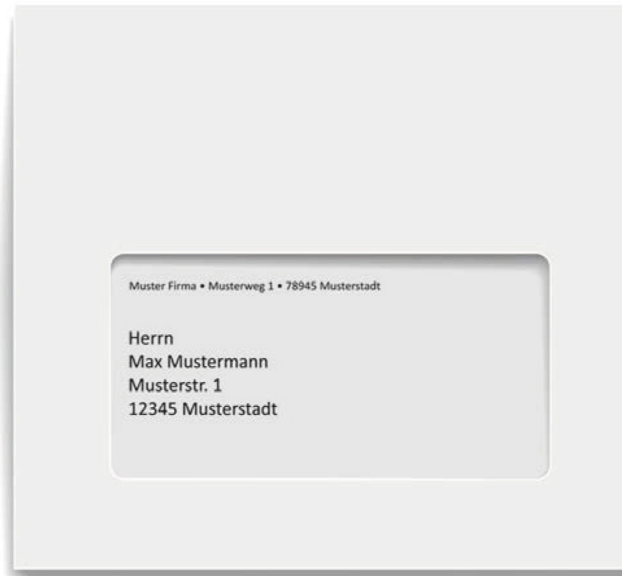 Muster Firma • Musterweg 1 • 78945 Musterstadt
Herrn
Max Mustermann
Musterstr. 1
12345 Musterstadt